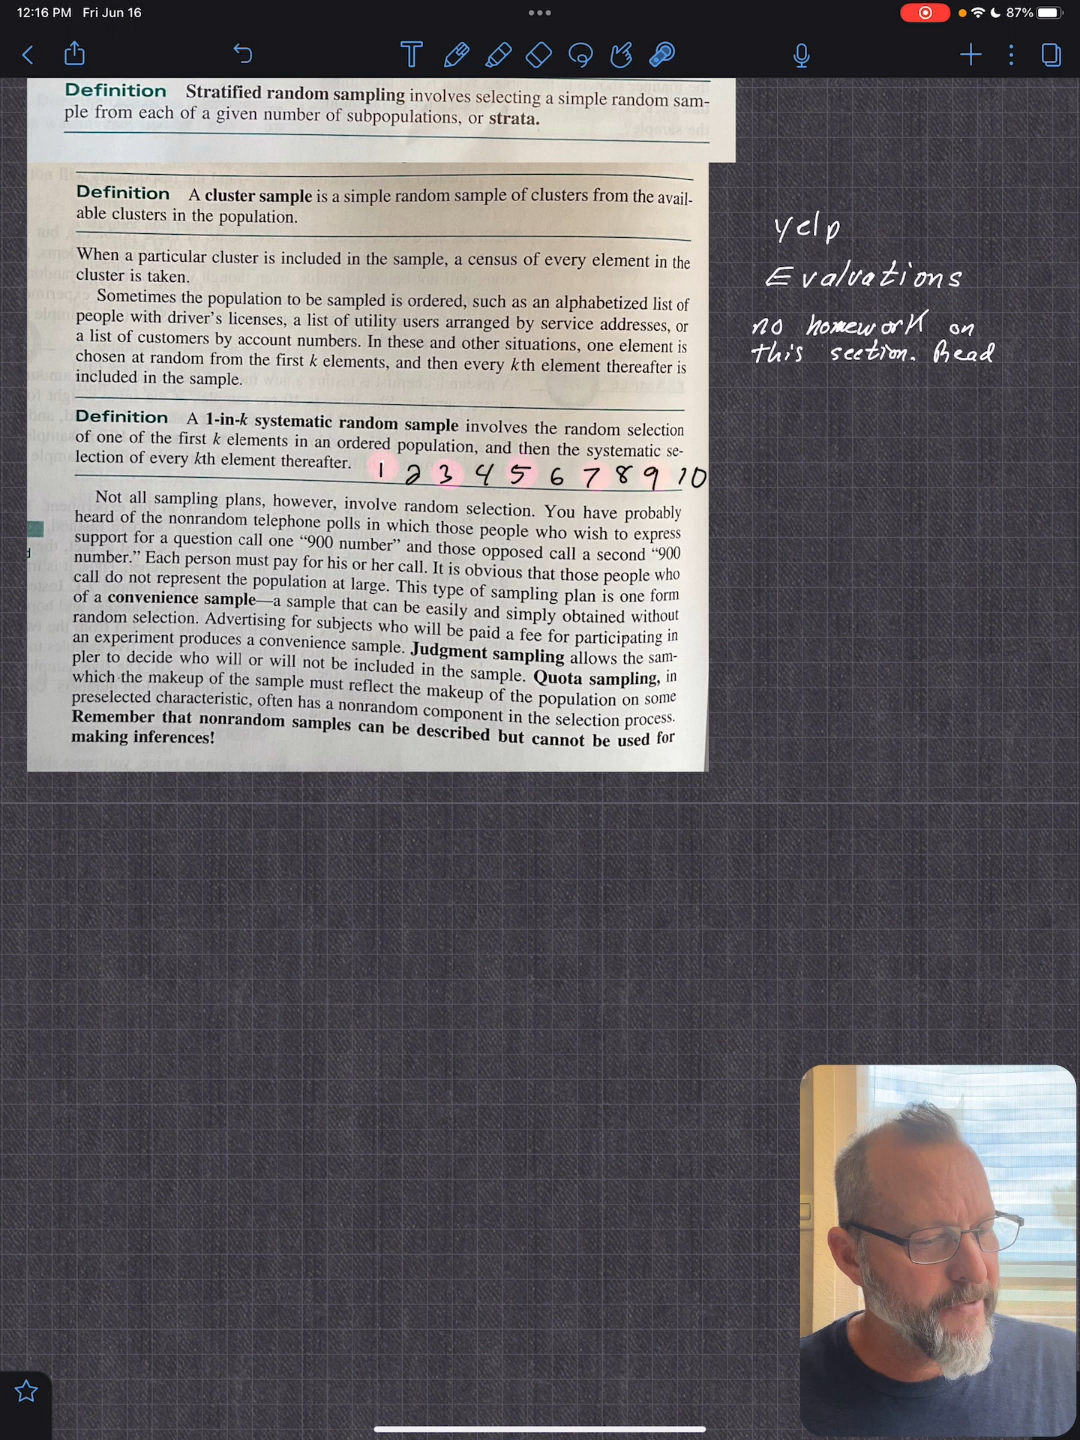 12:16 PM Fri Jun 16
87%
Definition Stratified random sampling involves selecting a simple random sam-
ple from each of a given number of subpopulations, or strata.
Definition A cluster sample is a simple random sample of clusters from the avail-
able clusters in the population.
When a particular cluster is included in the sample, a census of every element in the
cluster is taken.
Sometimes the population to be sampled is ordered, such as an alphabetized list of
people with driver's licenses, a list of utility users arranged by service addresses, or
a list of customers by account numbers. In these and other situations, one element is
chosen at random from the first k elements, and then every kth element thereafter is
included in the sample.
Definition A 1-in-k systematic random sample involves the random selection
of one of the first k elements in an ordered population, and then the systematic se-
lection of every kth element thereafter.
1 2 3 4 5 6 7 8 9 10
Not all sampling plans, however, involve random selection. You have probably
heard of the nonrandom telephone polls in which those people who wish to express
support for a question call one “900 number” and those opposed call a second “900
number.” Each person must pay for his or her call. It is obvious that those people who
call do not represent the population at large. This type of sampling plan is one form
of a convenience sample—a sample that can be easily and simply obtained without
random selection. Advertising for subjects who will be paid a fee for participating in
an experiment produces a convenience sample. Judgment sampling allows the sam-
pler to decide who will or will not be included in the sample. Quota sampling, in
which the makeup of the sample must reflect the makeup of the population on some
preselected characteristic, often has a nonrandom component in the selection process.
Remember that nonrandom samples can be described but cannot be used for
making inferences!
yelp
Evaluations
no homework on
this section. Read